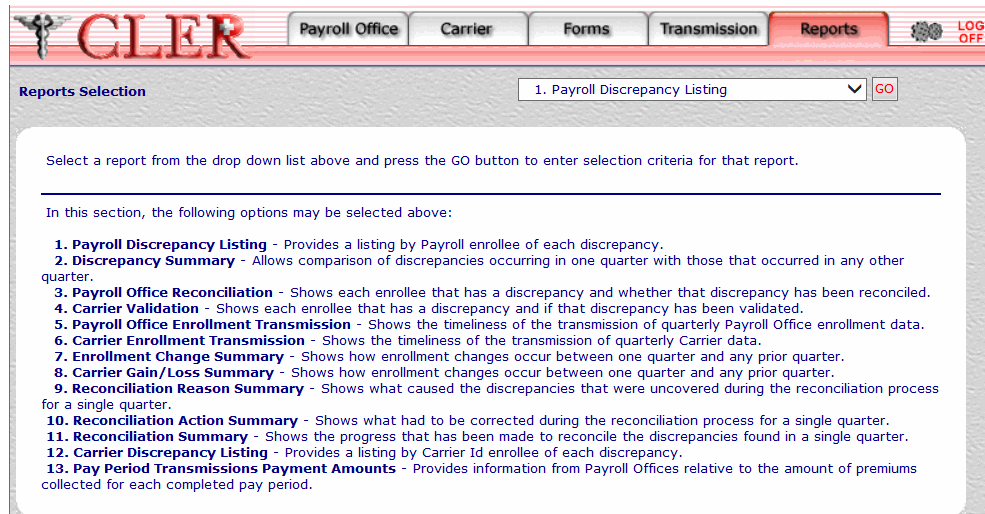 CLER
Payroll Office Carrier Forms Transmission Reports LOG
OFF
Reports Selection 1. Payroll Discrepancy Listing GO
Select a report from the drop down list above and press the GO button to enter selection criteria for that report.
In this section, the following options may be selected above:
1. Payroll Discrepancy Listing - Provides a listing by Payroll enrollee of each discrepancy.
2. Discrepancy Summary - Allows comparison of discrepancies occurring in one quarter with those that occurred in any other
quarter.
3. Payroll Office Reconciliation - Shows each enrollee that has a discrepancy and whether that discrepancy has been reconciled.
4. Carrier Validation - Shows each enrollee that has a discrepancy and if that discrepancy has been validated.
5. Payroll Office Enrollment Transmission - Shows the timeliness of the transmission of quarterly Payroll Office enrollment data.
6. Carrier Enrollment Transmission - Shows the timeliness of the transmission of quarterly Carrier data.
7. Enrollment Change Summary - Shows how enrollment changes occur between one quarter and any prior quarter.
8. Carrier Gain/Loss Summary - Shows how enrollment changes occur between one quarter and any prior quarter.
9. Reconciliation Reason Summary - Shows what caused the discrepancies that were uncovered during the reconciliation process
for a single quarter.
10. Reconciliation Action Summary - Shows what had to be corrected during the reconciliation process for a single quarter.
11. Reconciliation Summary - Shows the progress that has been made to reconcile the discrepancies found in a single quarter.
12. Carrier Discrepancy Listing - Provides a listing by Carrier Id enrollee of each discrepancy.
13. Pay Period Transmissions Payment Amounts - Provides information from Payroll Offices relative to the amount of premiums
collected for each completed pay period.